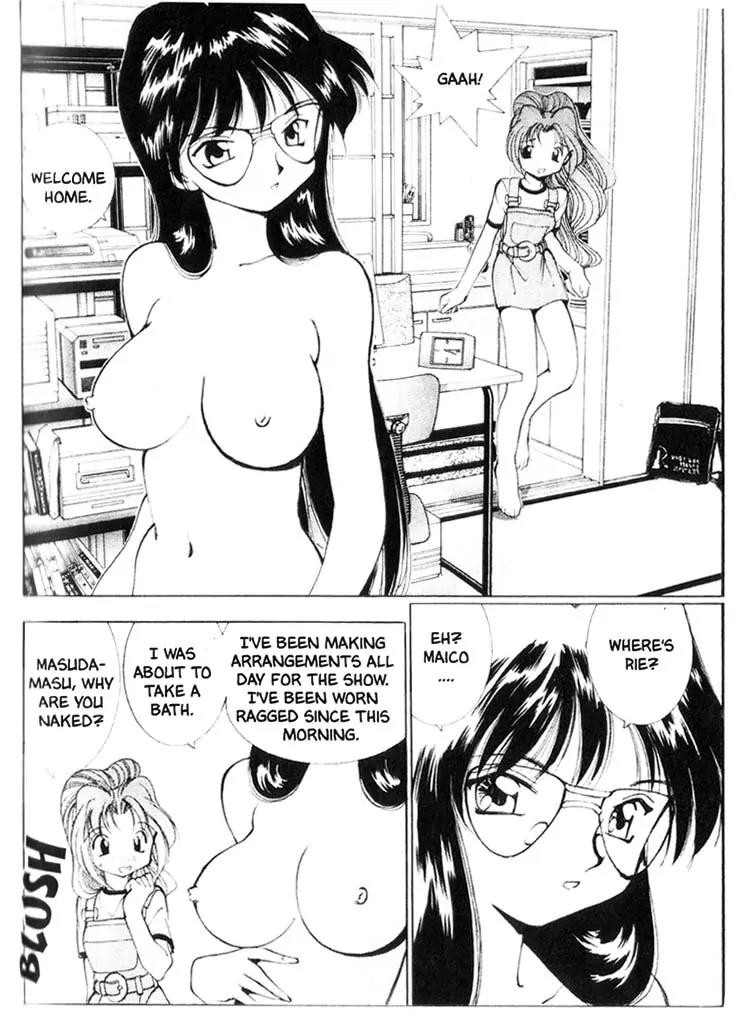 GAAH!
WELCOME
HOME.
MASUDA-
MASU, WHY
ARE YOU
NAKED?
I WAS
ABOUT TO
TAKE A
BATH.
I'VE BEEN MAKING
ARRANGEMENTS ALL
DAY FOR THE SHOW.
I'VE BEEN WORN
RAGGED SINCE THIS
MORNING.
BLUSH
EH?
MAICO
....
WHERE'S
RIE?